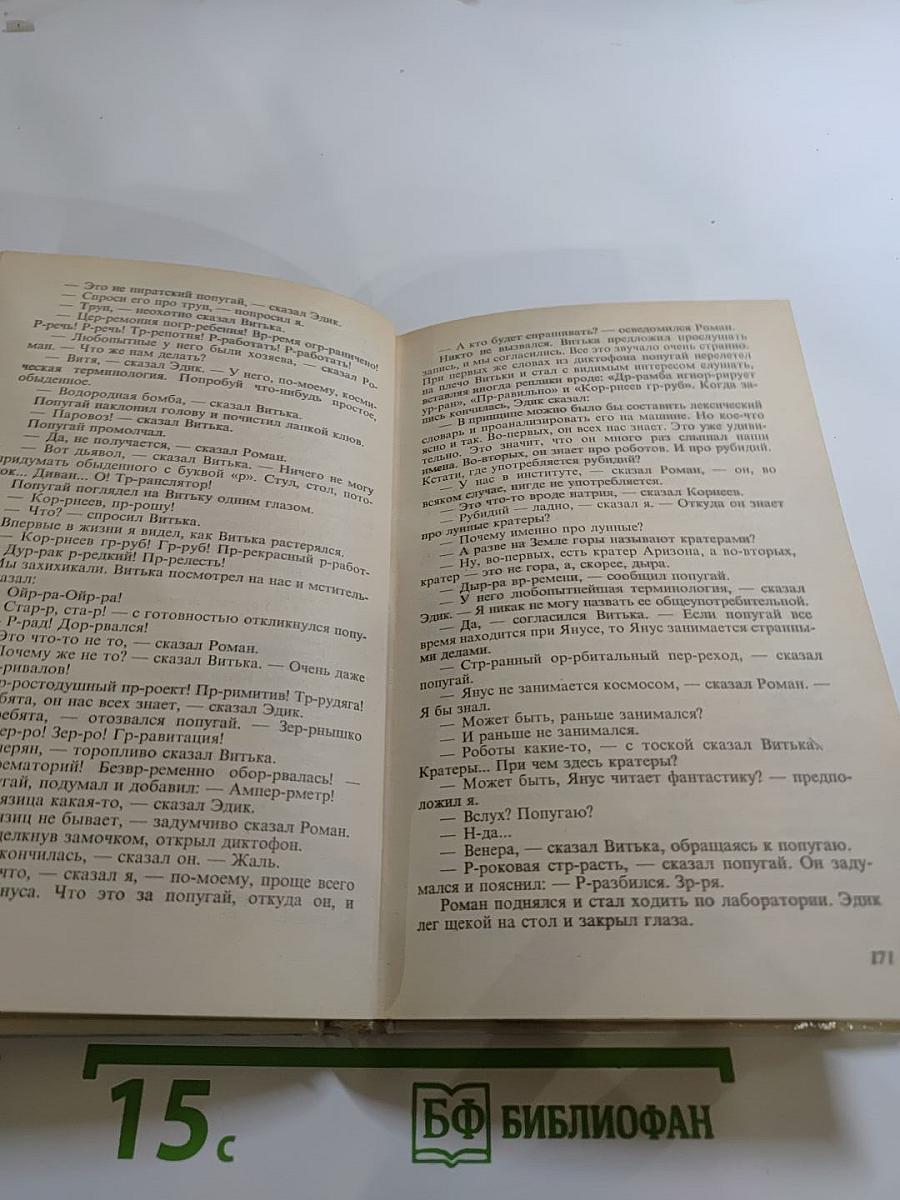 — Это не пиратский попугай, — сказал Эдик.
— Спроси его про труп, — попросил я.
— Труп, — неохотно сказал Витька.
— Цер-ремония погр-ребения! Вр-ремя огр-раничено!
Р-речь! Р-речь! Тр-репотня! Р-работать! Р-работать!
— Любопытные у него были хозяева, — сказал Ро-
ман. — Что же нам делать?
— Витя, — сказал Эдик. — У него, по-моему, косми-
ческая терминология. Попробуй что-нибудь простое,
обыденное.
— Водородная бомба, — сказал Витька.
Попугай наклонил голову и почистил лапкой клюв.
— Паровоз! — сказал Витька.
Попугай промолчал.
— Да, не получается, — сказал Роман.
— Вот дьявол, — сказал Витька. — Ничего не могу
придумать обыденного с буквой «р». Стул, стол, пото-
ок... Диван... О! Тр-ранслятор!
Попугай поглядел на Витьку одним глазом.
— Кор-рнеев, пр-рошу!
— Что? — спросил Витька.
Впервые в жизни я видел, как Витька растерялся.
— Кор-рнеев гр-руб! Гр-руб! Пр-рекрасный р-работ-
Дур-рак р-редкий! Пр-релесть!
Мы захихикали. Витька посмотрел на нас и мститель-
азал:
Ойр-ра-Ойр-ра!
Стар-р, ста-р! — с готовностью откликнулся попу-
Р-рад! Дор-рвался!
Это что-то не то, — сказал Роман.
Почему же не то? — сказал Витька. — Очень даже
-ривалов!
р-ростодушный пр-роект! Пр-римитив! Тр-рудяга!
бята, он нас всех знает, — сказал Эдик.
ебята, — отозвался попугай. — Зер-рнышко
ер-ро! Зер-ро! Гр-равитация!
мерян, — торопливо сказал Витька.
ематорий! Безвр-ременно обор-рвалась! —
гай, подумал и добавил: — Ампер-рметр!
язица какая-то, — сказал Эдик.
язиц не бывает, — задумчиво сказал Роман.
целкнув замочком, открыл диктофон.
кончилась, — сказал он. — Жаль.
что, — сказал я, — по-моему, проще всего
нуса. Что это за попугай, откуда он, и
— А кто будет спрашивать? — осведомился Роман.
Никто не вызвался. Витька предложил прослушать
запись, и мы согласились. Все это звучало очень странно.
При первых же словах из диктофона попугай перелетел
на плечо Витьки и стал с видимым интересом слушать,
вставляя иногда реплики вроде: «Др-рамба игнор-рирует
ур-ран», «Пр-равильно» и «Кор-рнеев гр-руб». Когда за-
пись кончилась, Эдик сказал:
— В принципе можно было бы составить лексический
словарь и проанализировать его на машине. Но кое-что
ясно и так. Во-первых, он всех нас знает. Это уже удиви-
тельно. Это значит, что он много раз слышал наши
имена. Во-вторых, он знает про роботов. И про рубидий.
Кстати, где употребляется рубидий?
— У нас в институте, — сказал Роман, — он, во
всяком случае, нигде не употребляется.
— Это что-то вроде натрия, — сказал Корнеев.
— Рубидий — ладно, — сказал я. — Откуда он знает
про лунные кратеры?
— Почему именно про лунные?
— А разве на Земле горы называют кратерами?
— Ну, во-первых, есть кратер Аризона, а во-вторых,
кратер — это не гора, а, скорее, дыра.
— Дыр-ра вр-ремени, — сообщил попугай.
— У него любопытнейшая терминология, — сказал
Эдик. — Я никак не могу назвать ее общеупотребительной.
— Да, — согласился Витька. — Если попугай все
время находится при Янусе, то Янус занимается странны-
ми делами.
— Стр-ранный ор-рбитальный пер-реход, — сказал
попугай.
— Янус не занимается космосом, — сказал Роман. —
Я бы знал.
— Может быть, раньше занимался?
— И раньше не занимался.
— Роботы какие-то, — с тоской сказал Витька.
Кратеры... При чем здесь кратеры?
— Может быть, Янус читает фантастику? — предпо-
ложил я.
— Вслух? Попугаю?
— Н-да...
— Венера, — сказал Витька, обращаясь к попугаю.
— Р-роковая стр-расть, — сказал попугай. Он заду-
мался и пояснил: — Р-разбился. Зр-ря.
Роман поднялся и стал ходить по лаборатории. Эдик
лег щекой на стол и закрыл глаза.
171
15 с
БФ БИБЛИОФАН